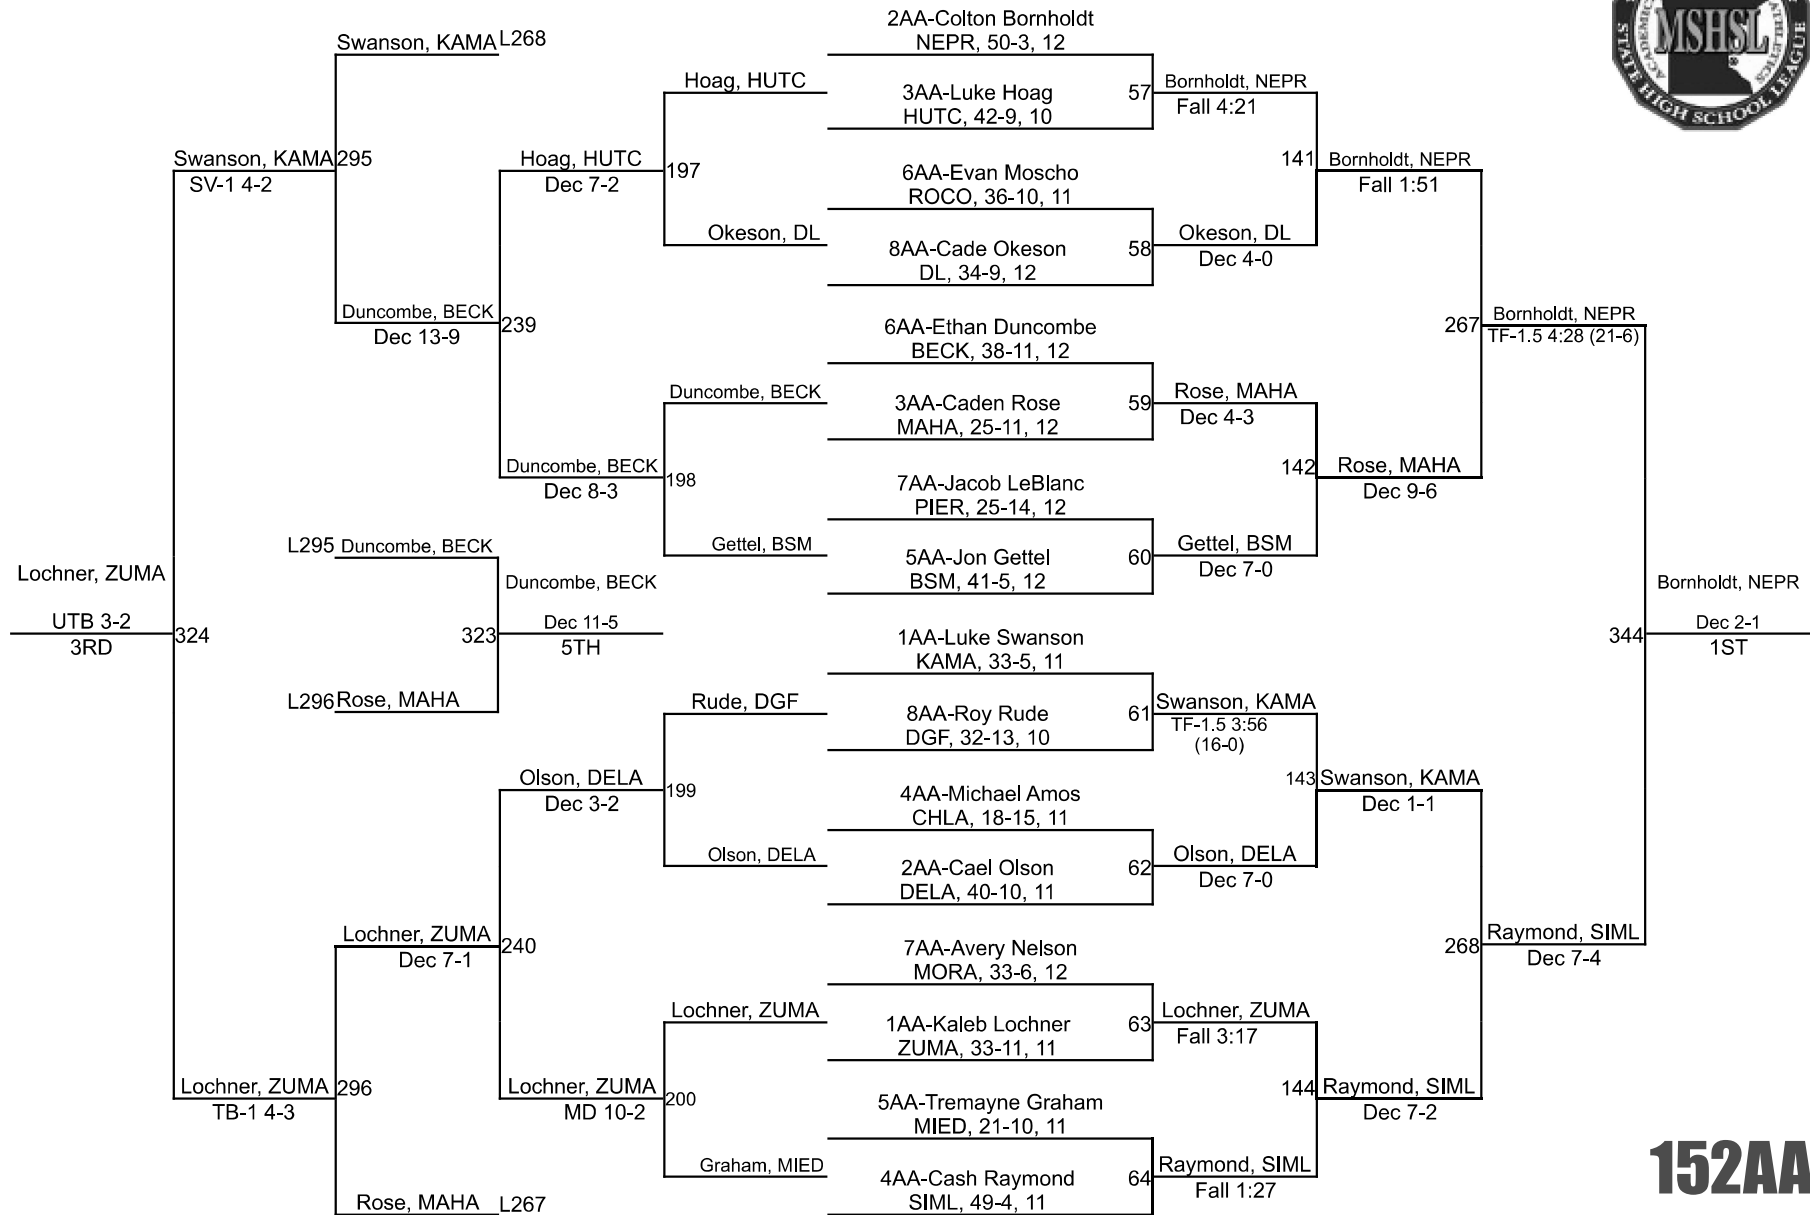 Swanson, KAMA L268
Swanson, KAMA 295
SV-1 4-2
Duncombe, BECK
Dec 13-9
239
Hoag, HUTC
Dec 7-2
Hoag, HUTC
197
Okeson, DL
Duncombe, BECK
Dec 8-3
Duncombe, BECK
198
Gettel, BSM
L295 Duncombe, BECK
Duncombe, BECK
323
Dec 11-5
5TH
L296 Rose, MAHA
Lochner, ZUMA
UTB 3-2
3RD
324
Rude, DGF
Olson, DELA
Dec 3-2
199
Olson, DELA
Lochner, ZUMA
Dec 7-1
240
Lochner, ZUMA
Lochner, ZUMA
MD 10-2
200
Graham, MIED
Lochner, ZUMA
TB-1 4-3
296
Rose, MAHA L267
2AA-Colton Bornholdt
NEPR, 50-3, 12
3AA-Luke Hoag
HUTC, 42-9, 10
57
6AA-Evan Moscho
ROCO, 36-10, 11
8AA-Cade Okeson
DL, 34-9, 12
58
6AA-Ethan Duncombe
BECK, 38-11, 12
3AA-Caden Rose
MAHA, 25-11, 12
59
7AA-Jacob LeBlanc
PIER, 25-14, 12
5AA-Jon Gettel
BSM, 41-5, 12
60
1AA-Luke Swanson
KAMA, 33-5, 11
8AA-Roy Rude
DGF, 32-13, 10
61
4AA-Michael Amos
CHLA, 18-15, 11
2AA-Cael Olson
DELA, 40-10, 11
62
7AA-Avery Nelson
MORA, 33-6, 12
1AA-Kaleb Lochner
ZUMA, 33-11, 11
63
5AA-Tremayne Graham
MIED, 21-10, 11
4AA-Cash Raymond
SIML, 49-4, 11
64
Bornholdt, NEPR
Fall 4:21
141
Okeson, DL
Dec 4-0
Rose, MAHA
Dec 4-3
142
Gettel, BSM
Dec 7-0
Swanson, KAMA
TF-1.5 3:56
(16-0)
143
Olson, DELA
Dec 7-0
Lochner, ZUMA
Fall 3:17
144
Raymond, SIML
Fall 1:27
Bornholdt, NEPR
Fall 1:51
267
Rose, MAHA
Dec 9-6
Swanson, KAMA
Dec 1-1
268
Raymond, SIML
Dec 7-2
Bornholdt, NEPR
TF-1.5 4:28 (21-6)
Raymond, SIML
Dec 7-4
344
Bornholdt, NEPR
Dec 2-1
1ST
MSHSL
STATE HIGH SCHOOL LEAGUE
152AA